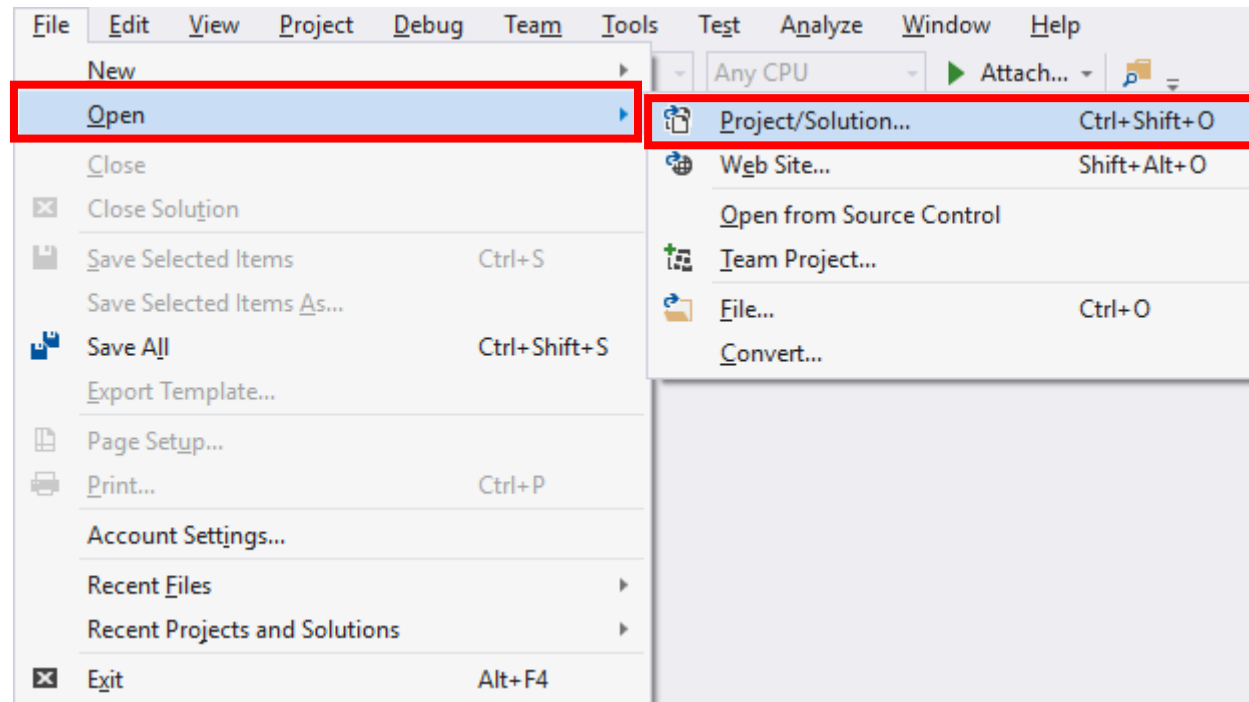 File Edit View Project Debug Team Tools Test Analyze Window Help
Any CPU Attach...
New
Open
Close
Close Solution
Save Selected Items Ctrl+S
Save Selected Items As...
Save All Ctrl+Shift+S
Export Template...
Page Setup...
Print... Ctrl+P
Account Settings...
Recent Files
Recent Projects and Solutions
Exit Alt+F4
Project/Solution... Ctrl+Shift+O
Web Site... Shift+Alt+O
Open from Source Control
Team Project...
File... Ctrl+O
Convert...